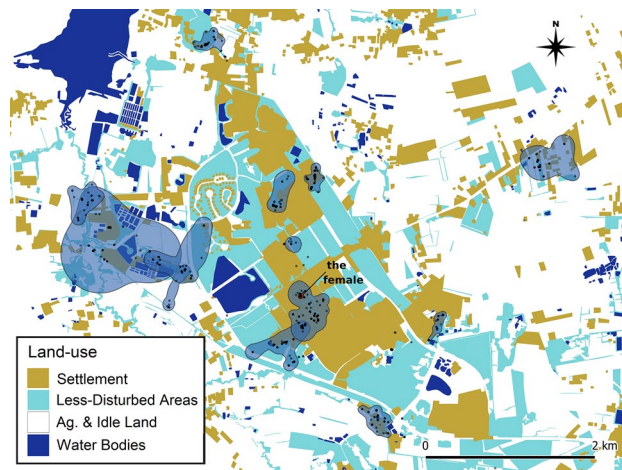 N
the
female
Land-use
Settlement
Less-Disturbed Areas
Ag. & Idle Land
Water Bodies
0 2 km